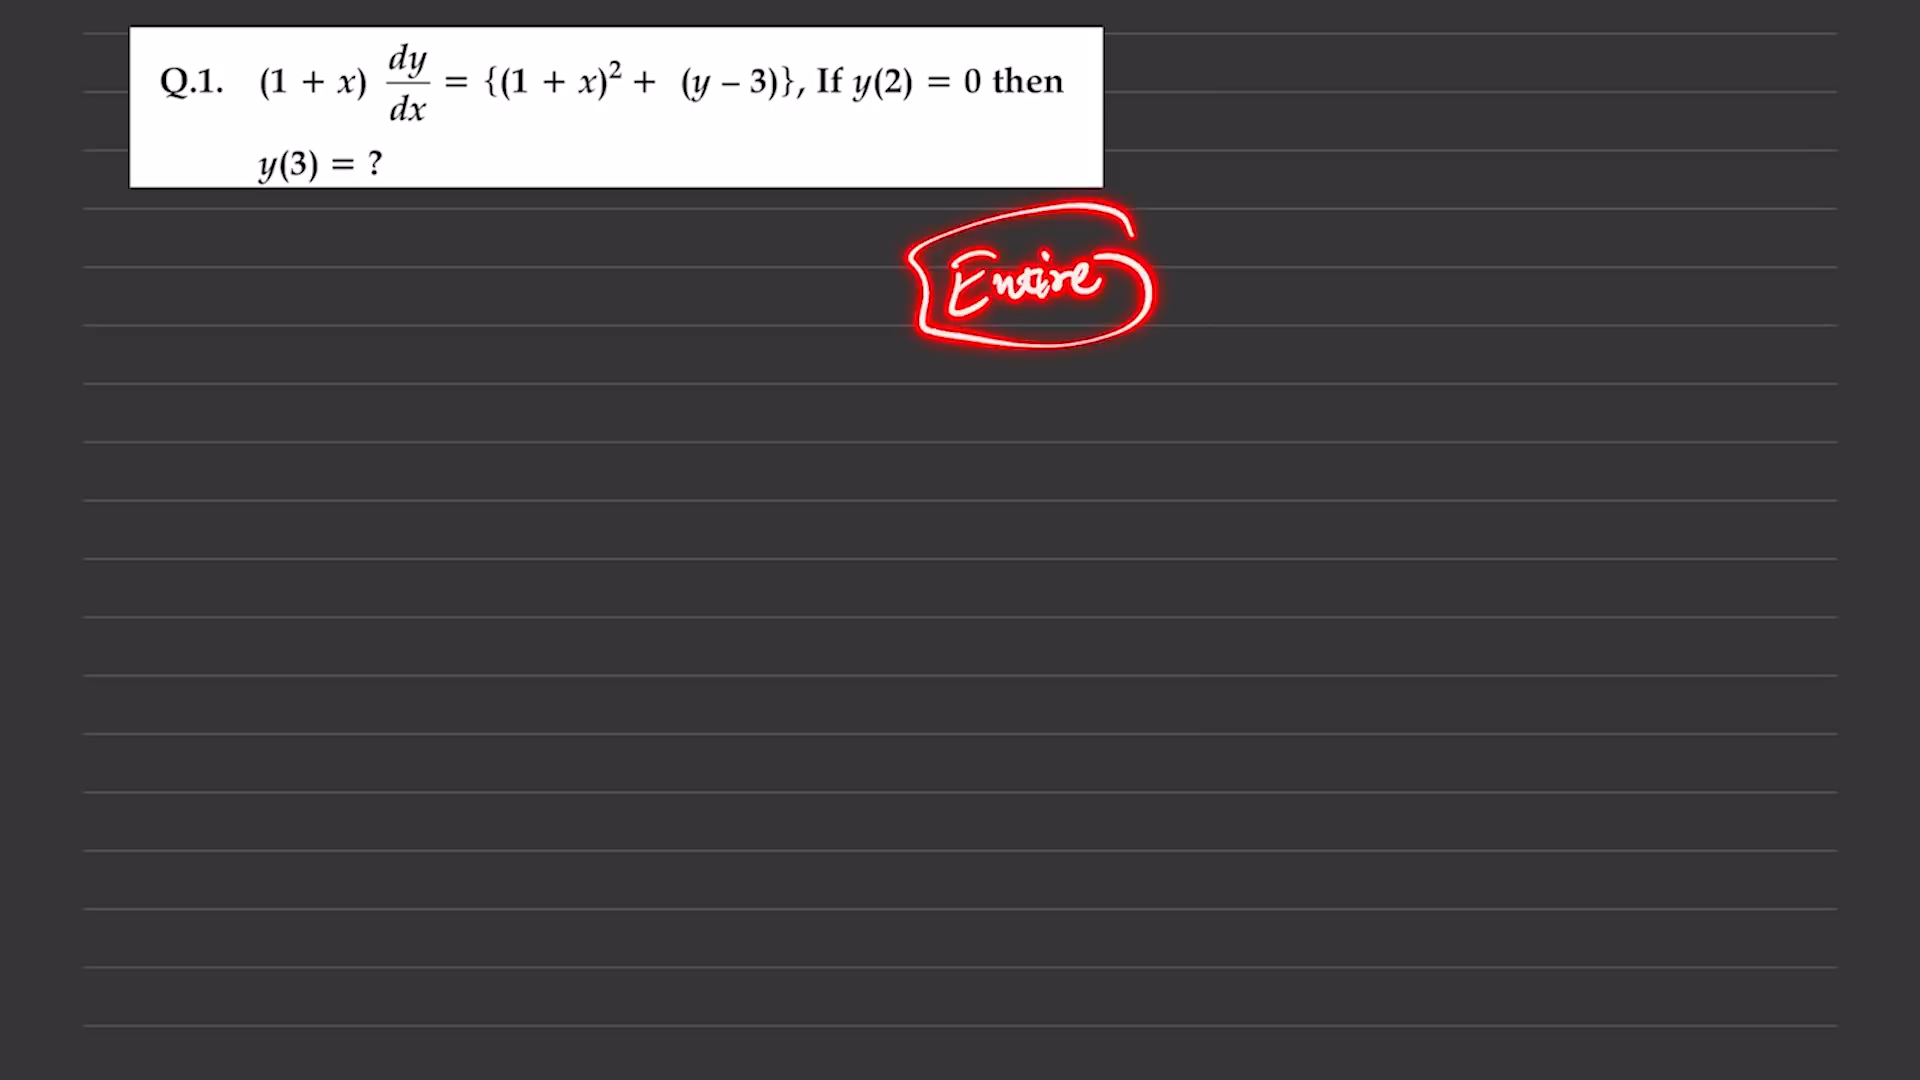 Q.1. (1 + x) dy/dx = {(1 + x)² + (y – 3)}, If y(2) = 0 then
y(3) = ?
Entire